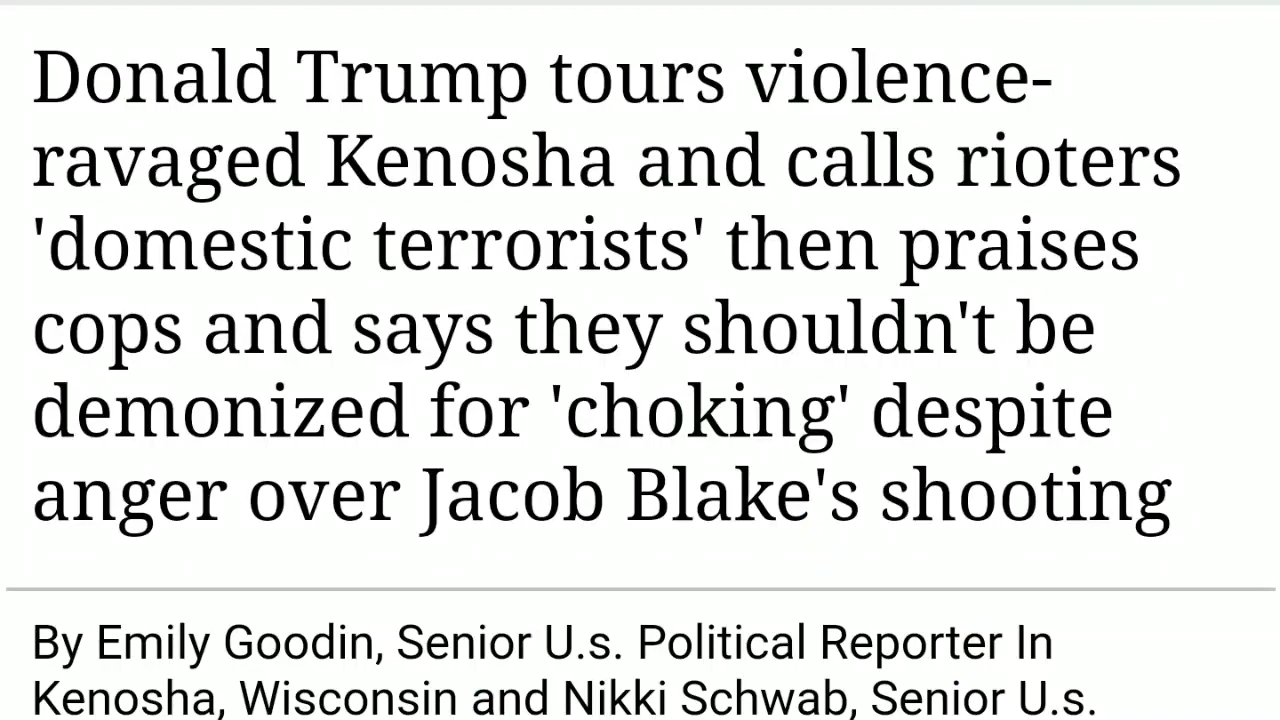 Donald Trump tours violence-
ravaged Kenosha and calls rioters
'domestic terrorists' then praises
cops and says they shouldn't be
demonized for 'choking' despite
anger over Jacob Blake's shooting
By Emily Goodin, Senior U.s. Political Reporter In
Kenosha, Wisconsin and Nikki Schwab, Senior U.s.